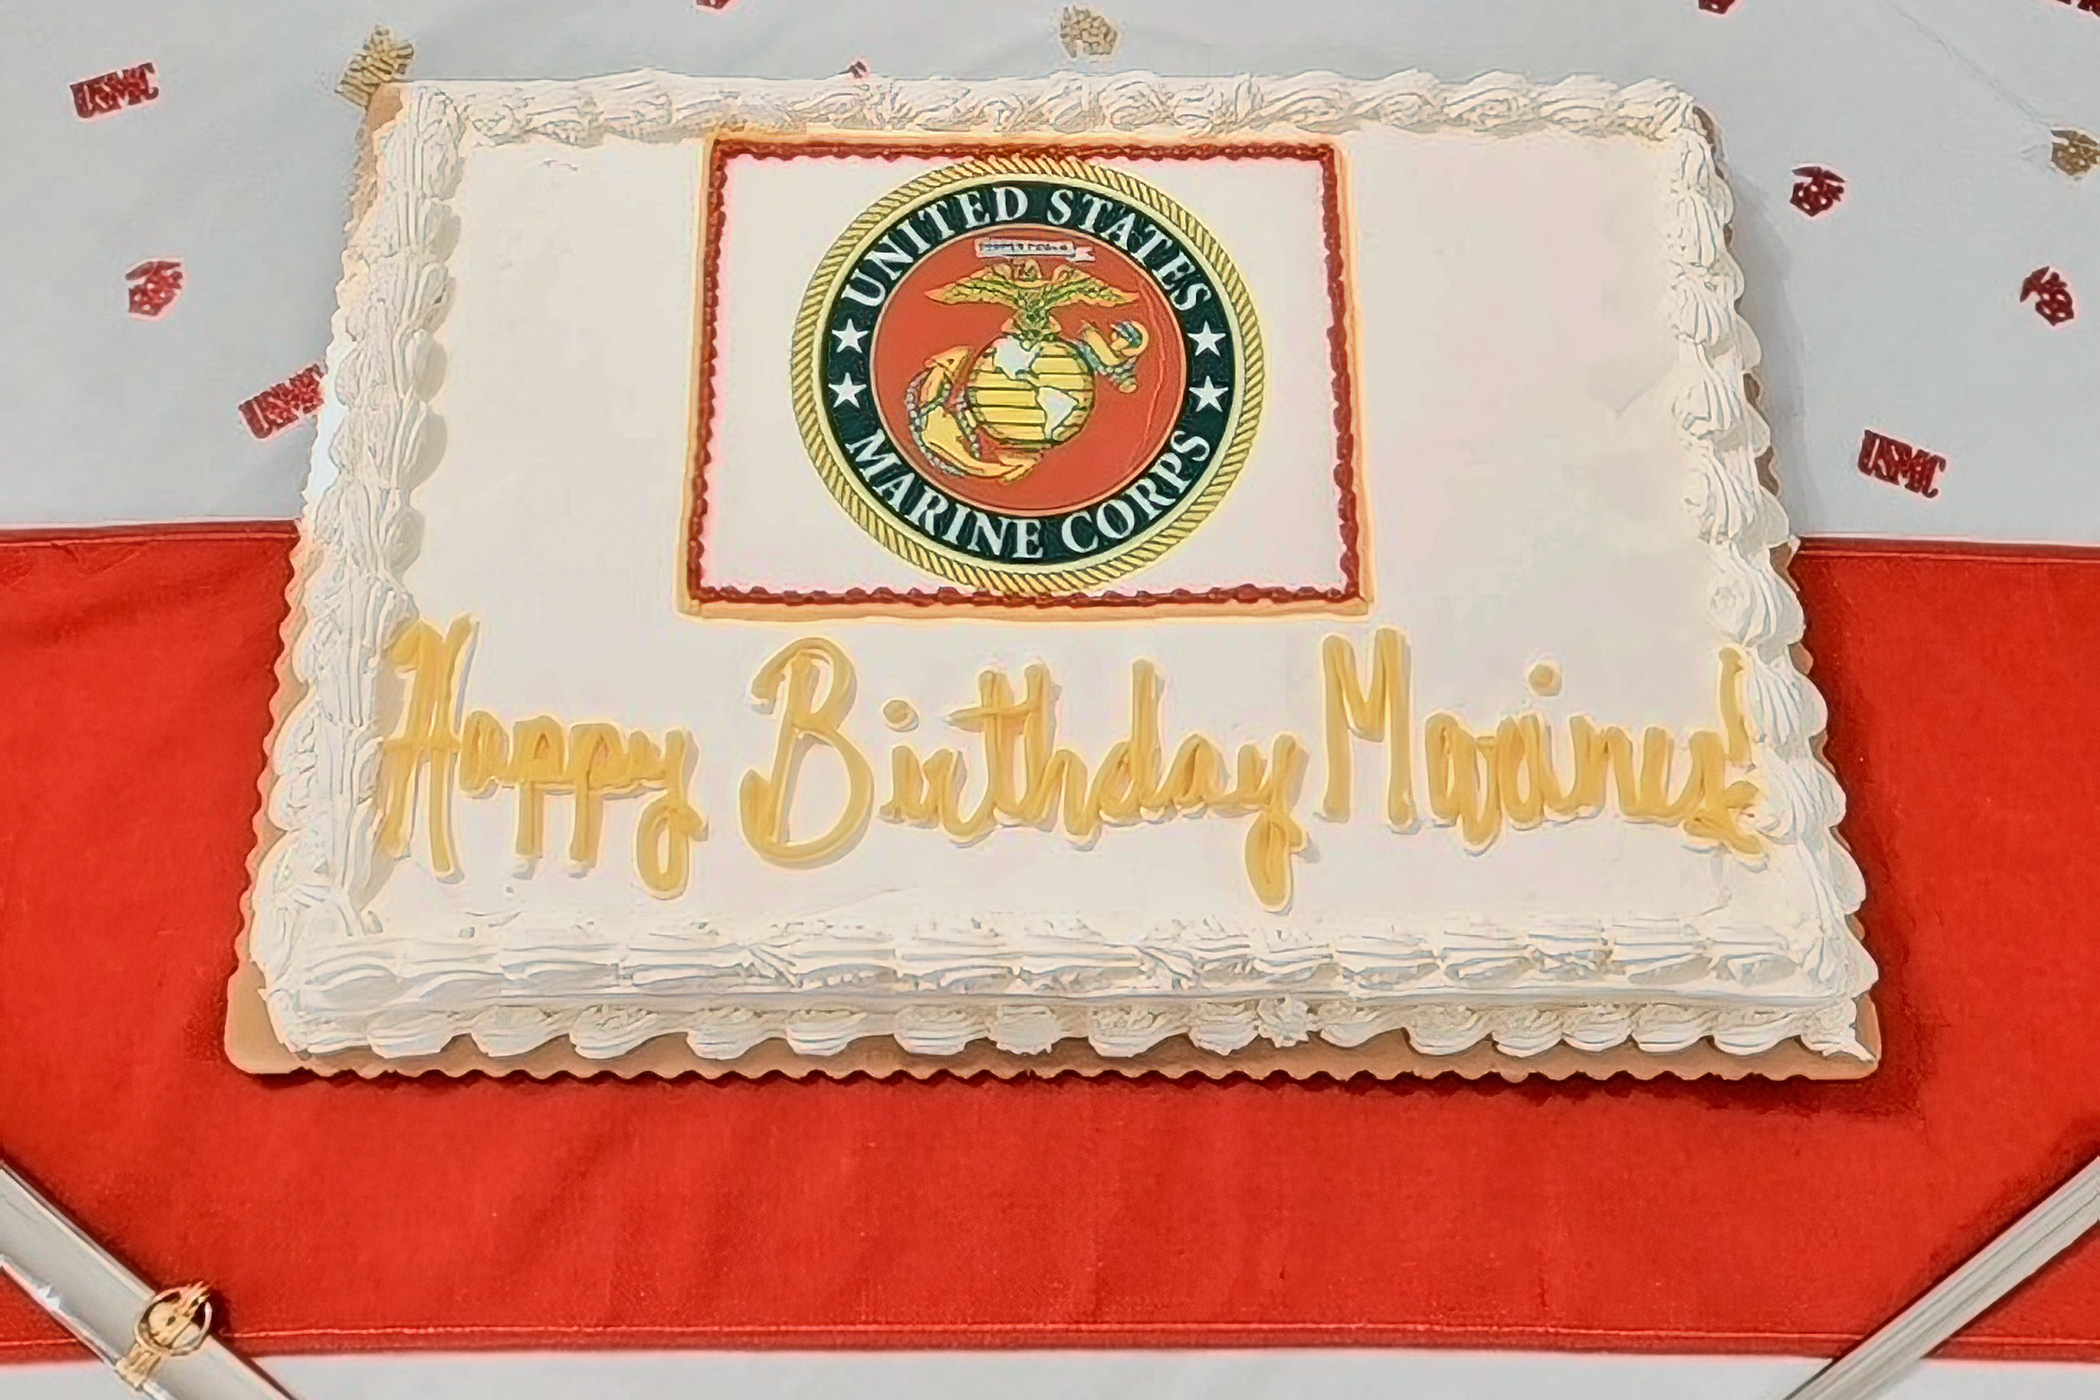 USMC
UNITED STATES
MARINE CORPS
USMC
USMC
Happy Birthday Marines!